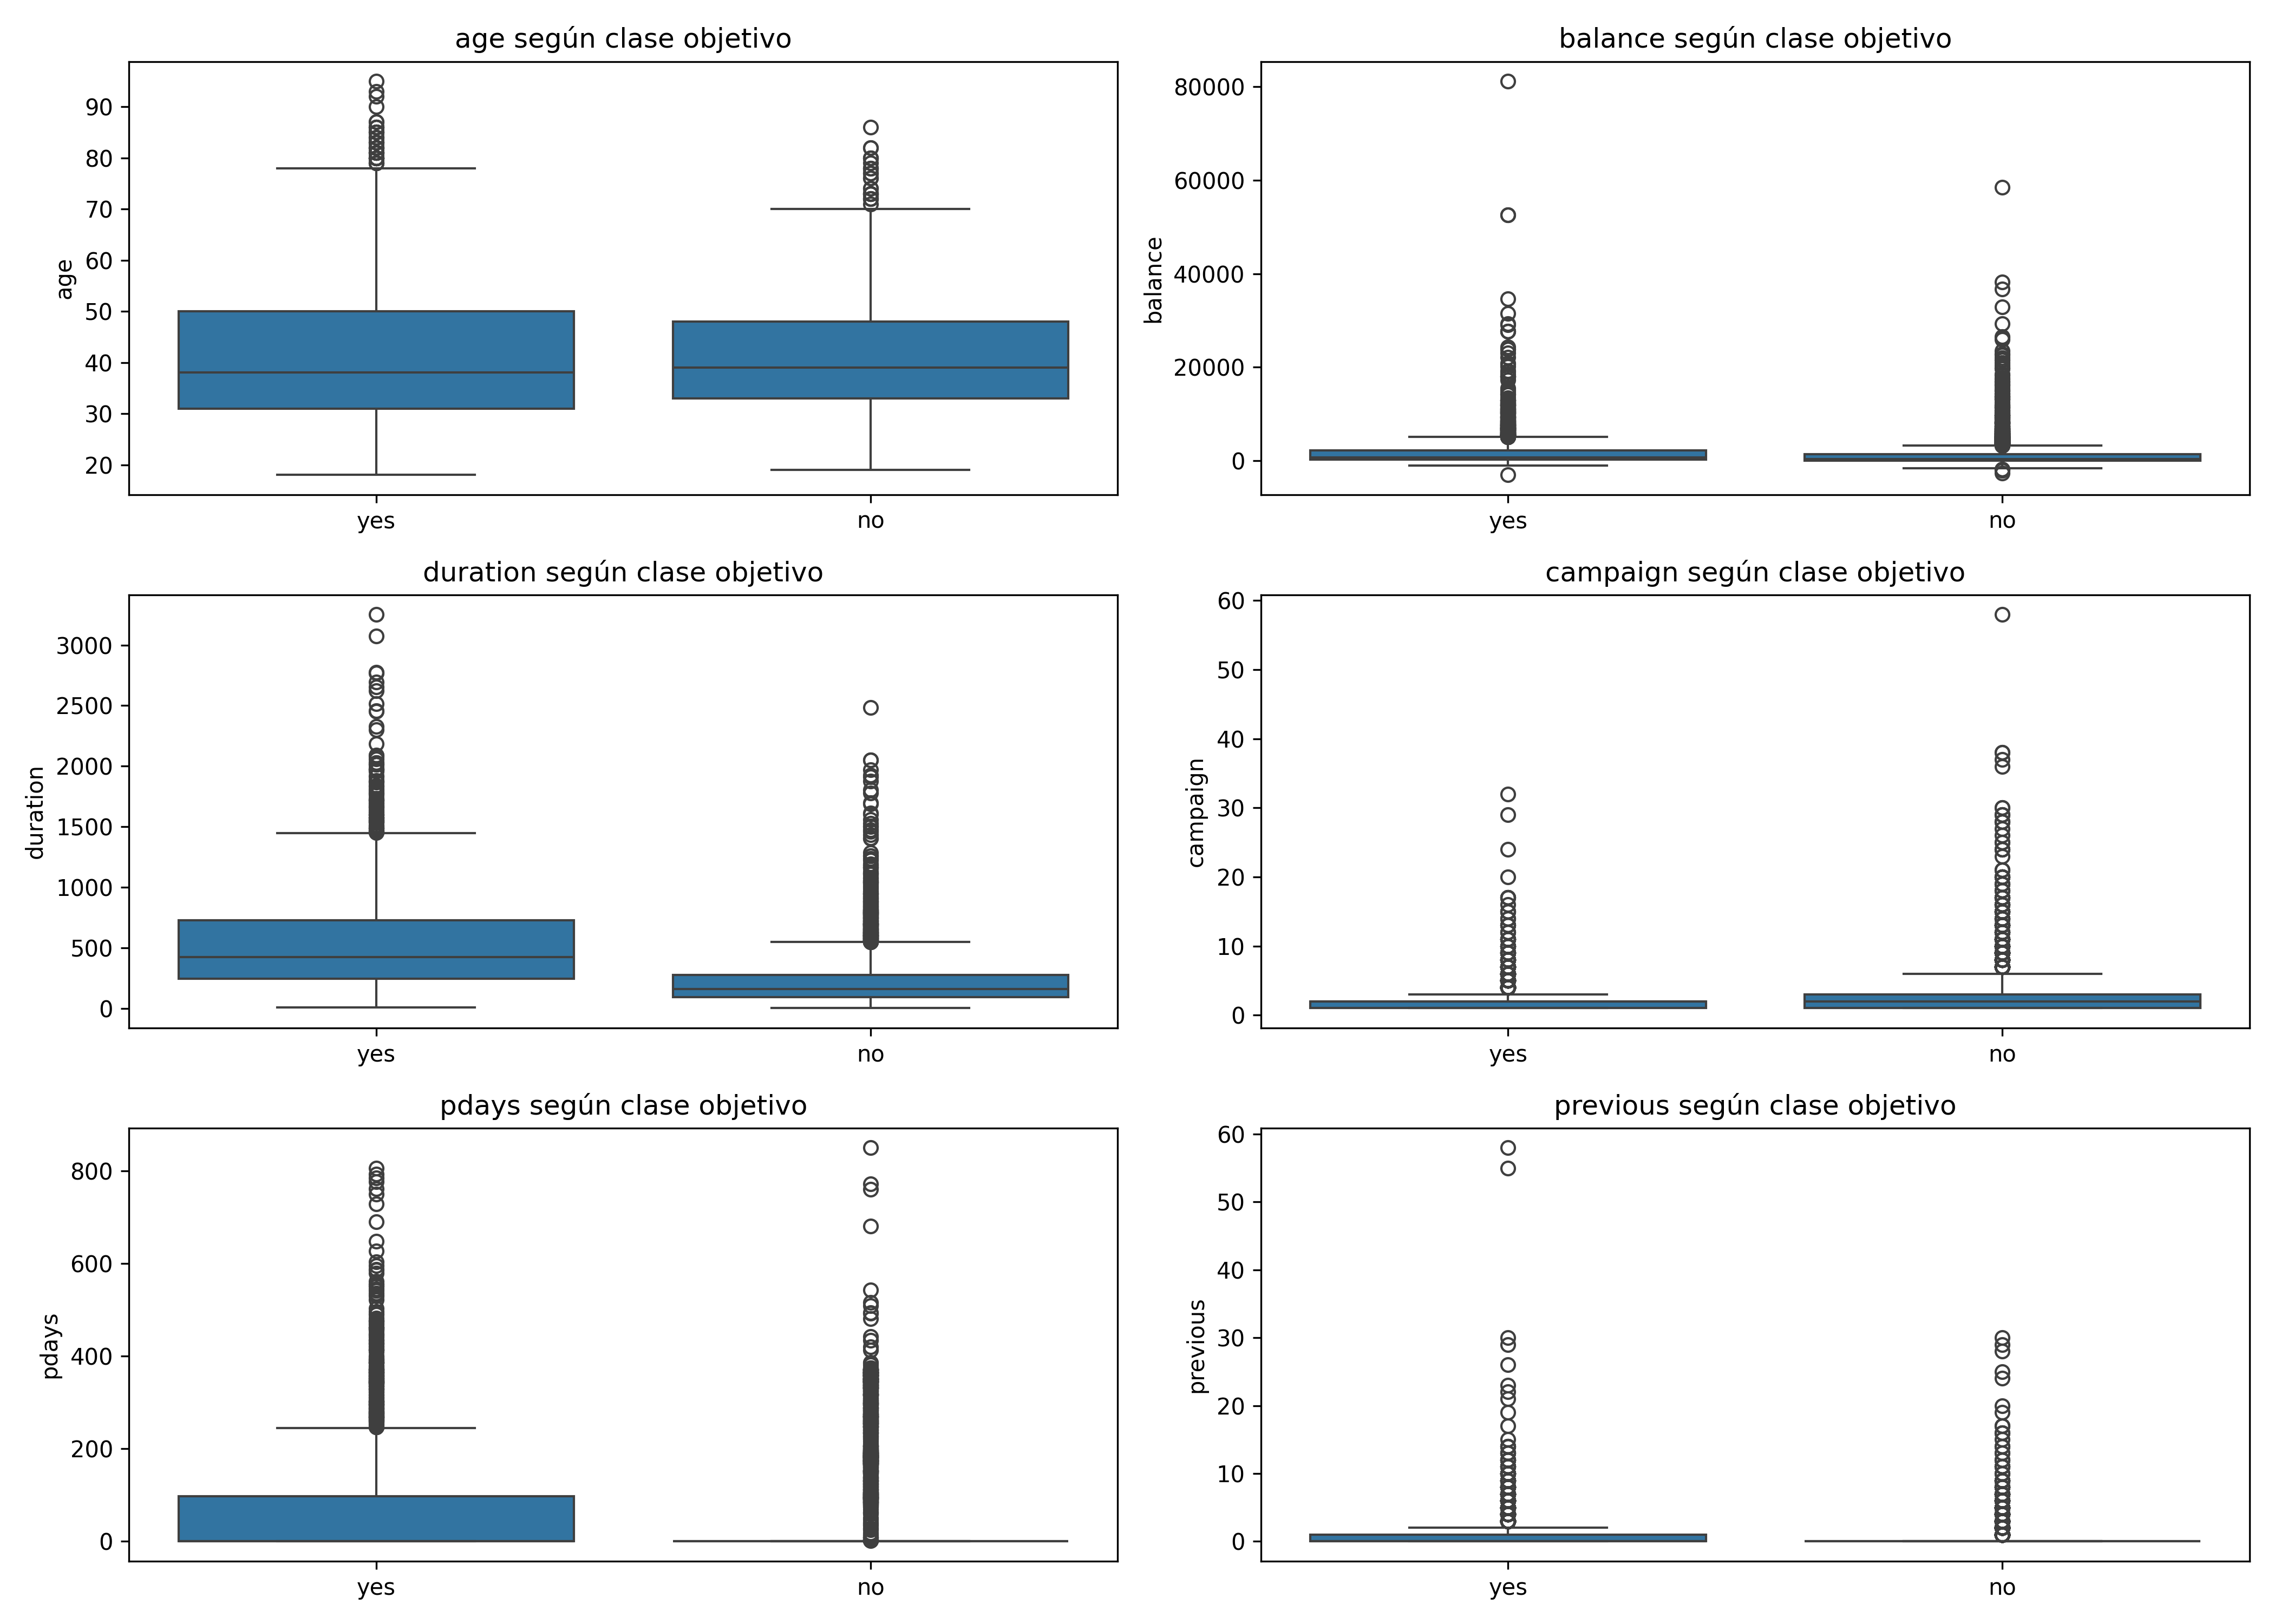 age según clase objetivo
age
90
80
70
60
50
40
30
20
yes
no
balance según clase objetivo
balance
80000
60000
40000
20000
0
yes
no
duration según clase objetivo
duration
3000
2500
2000
1500
1000
500
0
yes
no
campaign según clase objetivo
campaign
60
50
40
30
20
10
0
yes
no
pdays según clase objetivo
pdays
800
600
400
200
0
yes
no
previous según clase objetivo
previous
60
50
40
30
20
10
0
yes
no